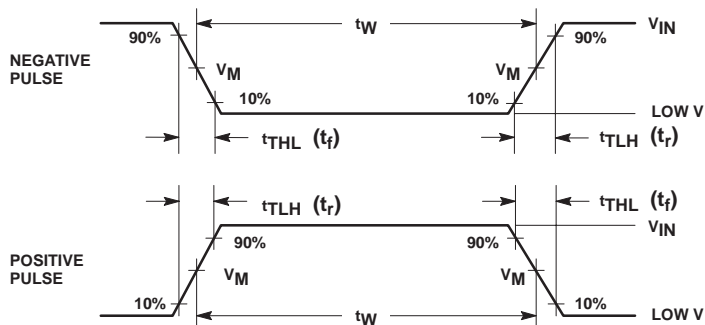 tW
VIN
90%
90%
NEGATIVE
PULSE
VM
VM
10%
10%
LOW V
tTHL (tf)
tTLH (tr)
tTLH (tr)
tTHL (tf)
VIN
90%
90%
POSITIVE
PULSE
VM
VM
10%
10%
tW
LOW V